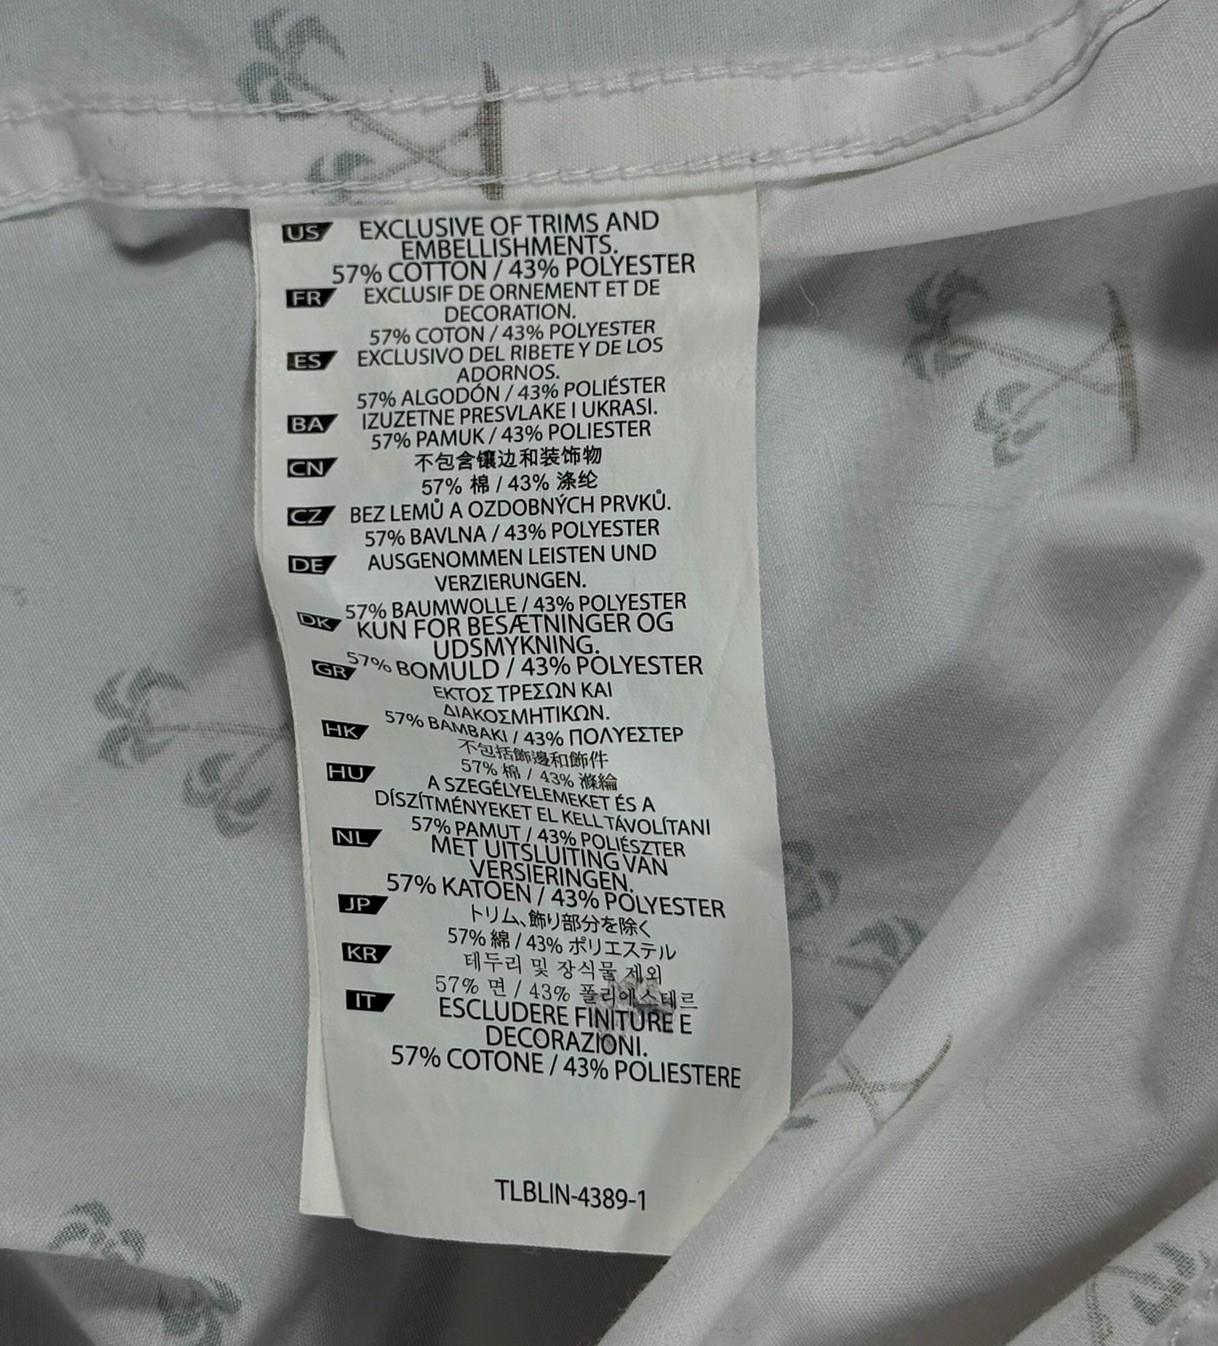 US EXCLUSIVE OF TRIMS AND
EMBELLISHMENTS.
57% COTTON / 43% POLYESTER
FR EXCLUSIF DE ORNEMENT ET DE
DECORATION.
57% COTON / 43% POLYESTER
ES EXCLUSIVO DEL RIBETE Y DE LOS
ADORNOS.
57% ALGODÓN / 43% POLIÉSTER
BA IZUZETNE PRESVLAKE I UKRASI.
57% PAMUK / 43% POLIESTER
CN 不包含镶边和装饰物
57% 棉 / 43% 涤纶
CZ BEZ LEMŮ A OZDOBNÝCH PRVKŮ.
57% BAVLNA / 43% POLYESTER
DE AUSGENOMMEN LEISTEN UND
VERZIERUNGEN.
57% BAUMWOLLE / 43% POLYESTER
DK KUN FOR BESÆTNINGER OG
UDSMYKNING.
57% BOMULD / 43% POLYESTER
GR ΕΚΤΟΣ ΤΡΕΣΩΝ ΚΑΙ
ΔΙΑΚΟΣΜΗΤΙΚΩΝ.
57% ΒΑΜΒΑΚΙ / 43% ΠΟΛΥΕΣΤΕΡ
HK 不包括飾邊和飾件
57% 棉 / 43% 滌綸
HU A SZEGÉLYELEMEKET ÉS A
DÍSZÍTMÉNYEKET EL KELL TÁVOLÍTANI
57% PAMUT / 43% POLIÉSZTER
NL MET UITSLUITING VAN
VERSIERINGEN.
57% KATOEN / 43% POLYESTER
JP トリム、飾り部分を除く
57% 綿 / 43% ポリエステル
KR 테두리 및 장식물 제외
57% 면 / 43% 폴리에스테르
IT ESCLUDERE FINITURE E
DECORAZIONI.
57% COTONE / 43% POLIESTERE
TLBLIN-4389-1